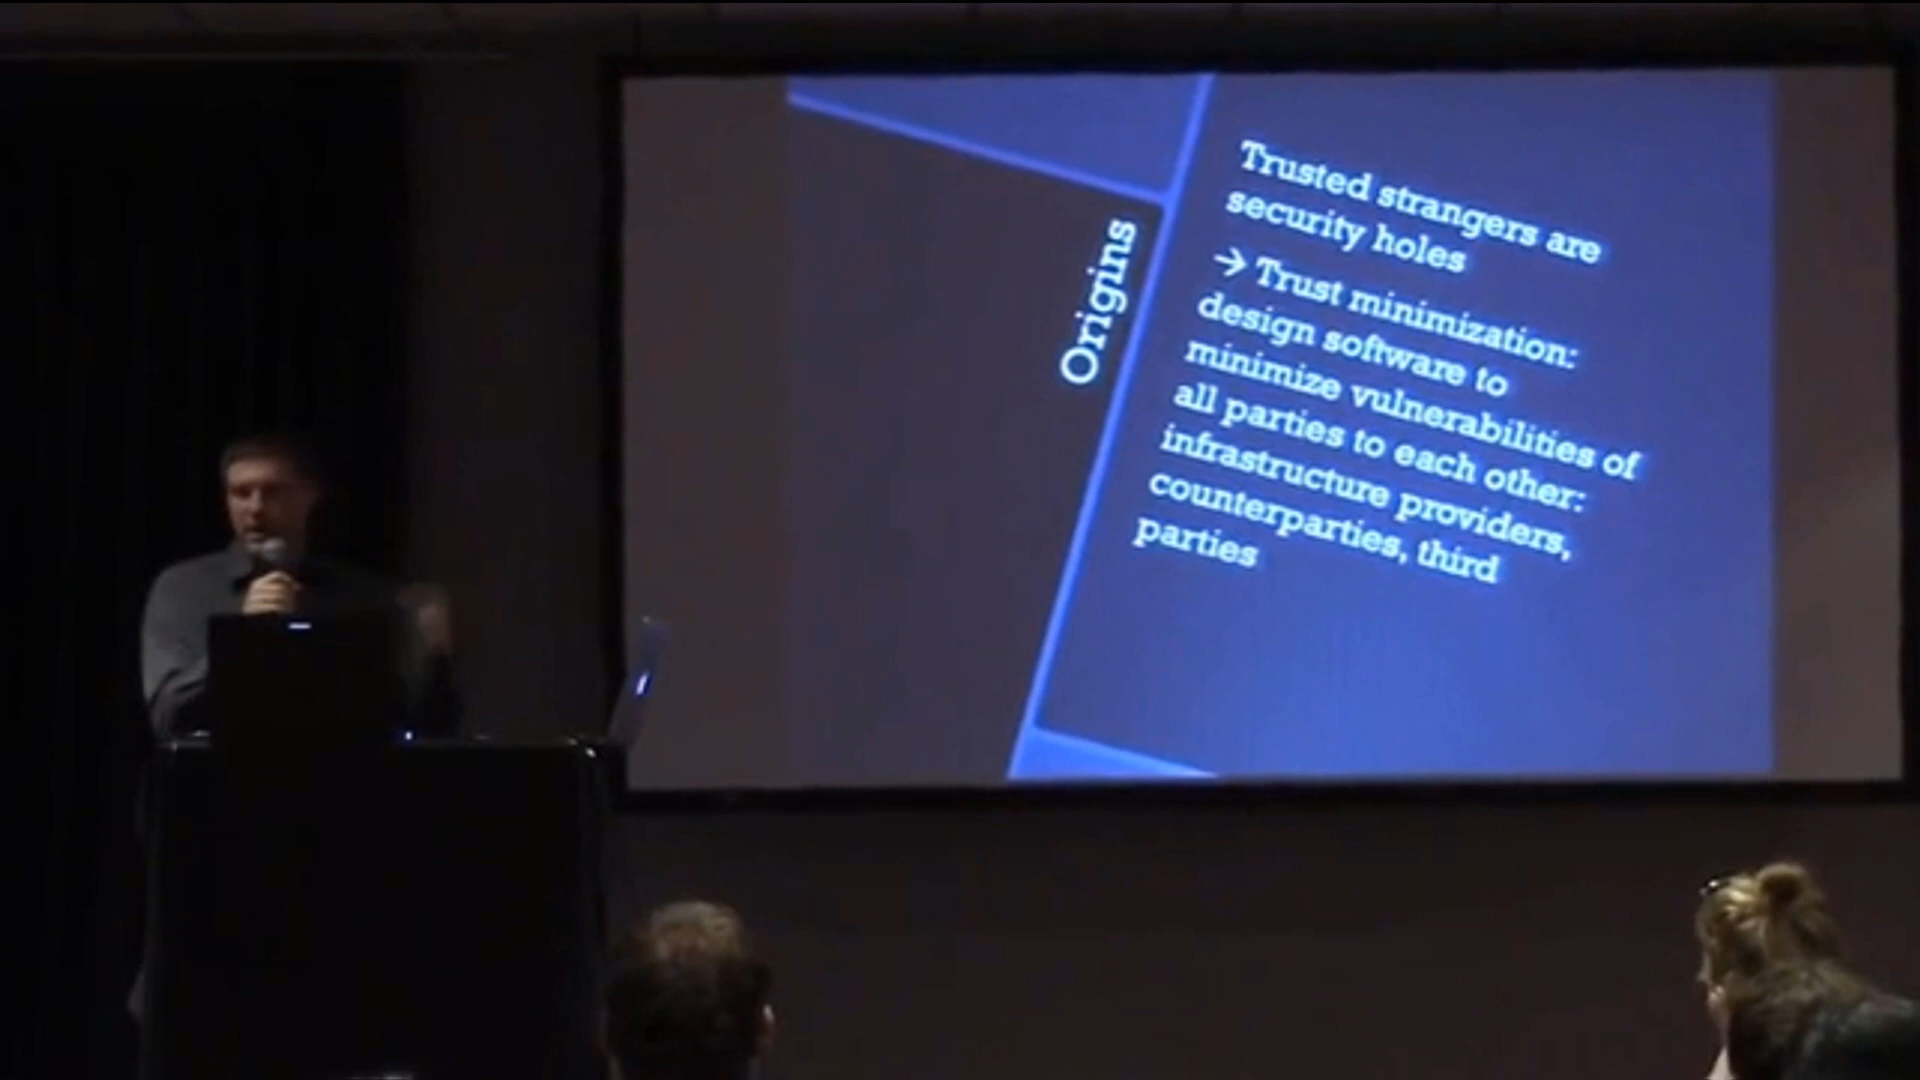 Origins
Trusted strangers are
security holes
→ Trust minimization:
design software to
minimize vulnerabilities of
all parties to each other:
infrastructure providers,
counterparties, third
parties